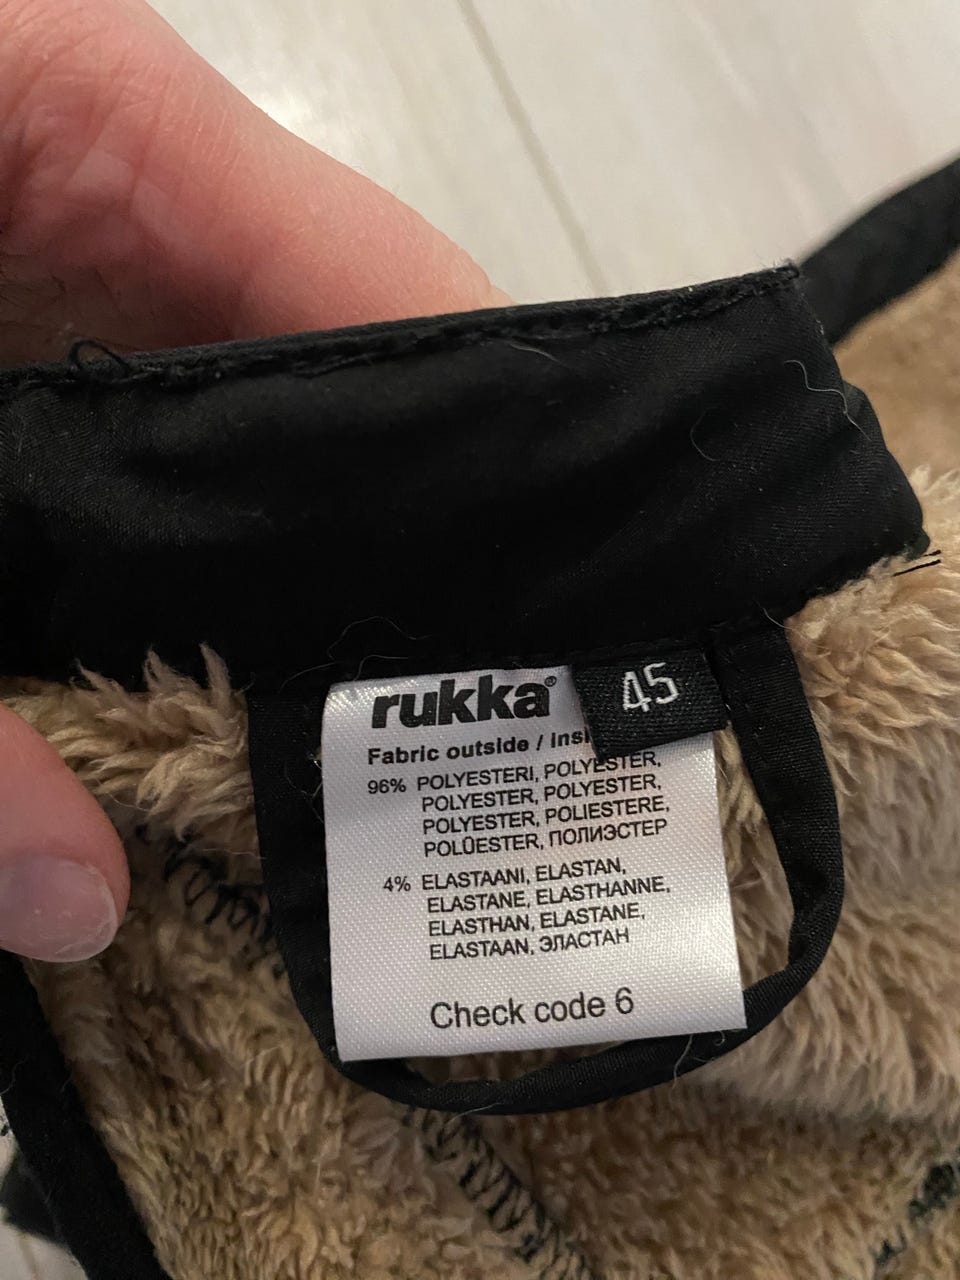 rukka®
45
Fabric outside /
96% POLYESTERI, POLYESTER,
POLYESTER, POLYESTER,
POLYESTER, POLIESTERE,
POLÜESTER, ПОЛИЭСТЕР
4% ELASTAANI, ELASTAN,
ELASTANE, ELASTHANNE,
ELASTHAN, ELASTANE,
ELASTAAN, ЭЛАСТАН
Check code 6